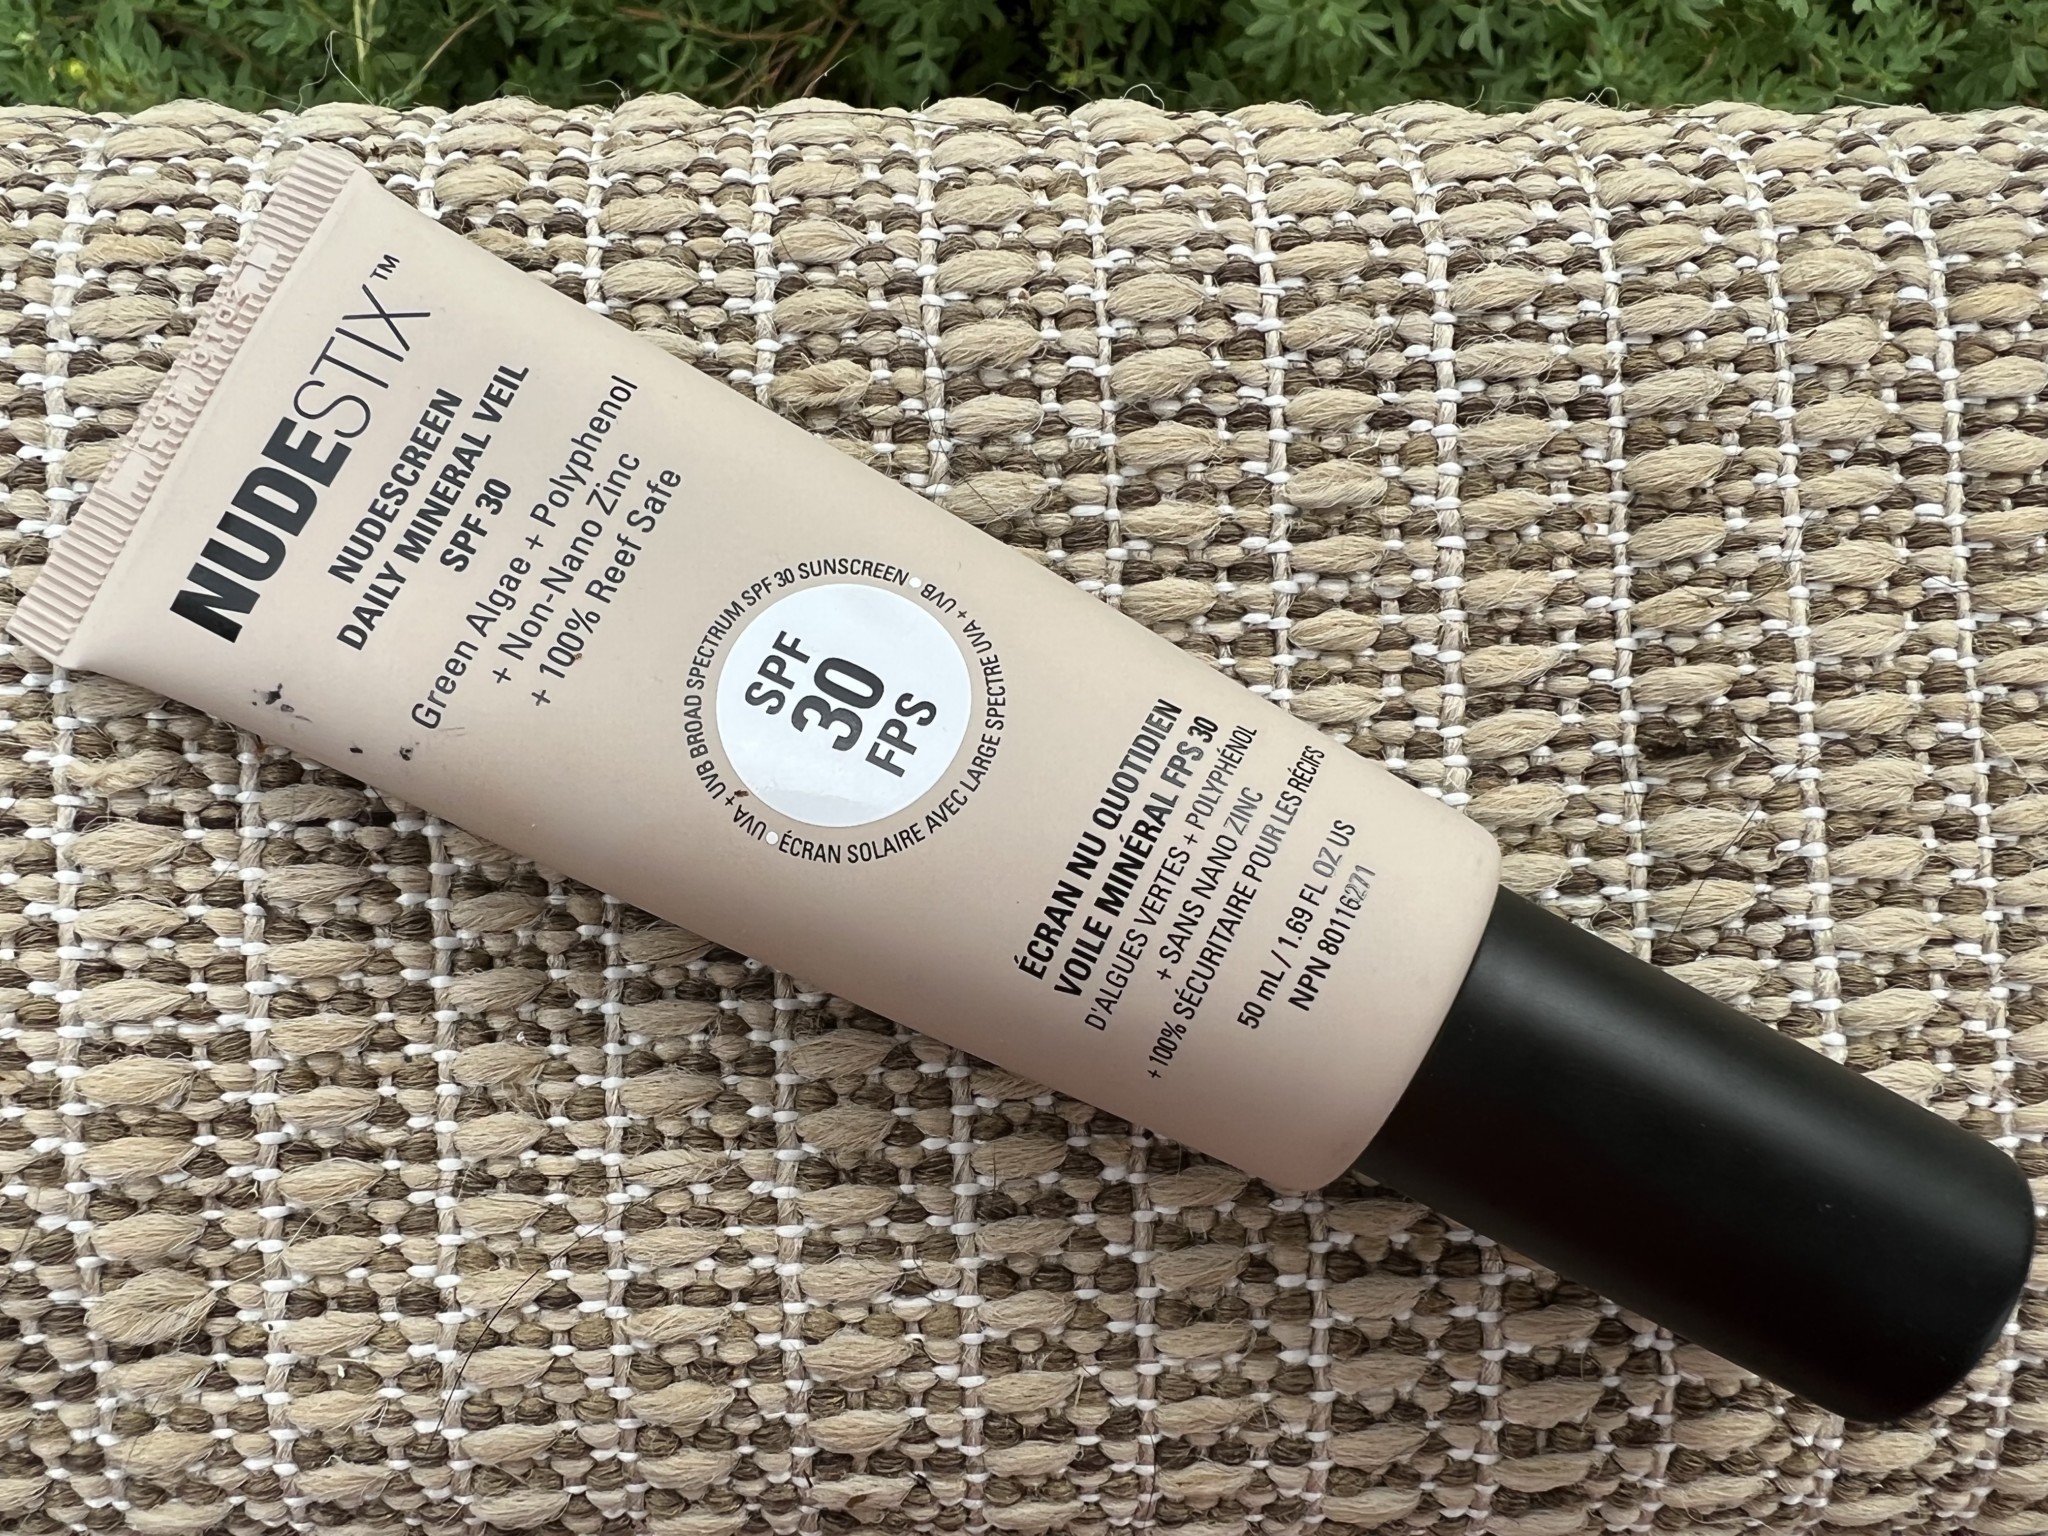 NUDESTIX™
NUDESCREEN
DAILY MINERAL VEIL
SPF 30
Green Algae + Polyphenol
+ Non-Nano Zinc
+ 100% Reef Safe
UVA + UVB BROAD SPECTRUM SPF 30 SUNSCREEN
ÉCRAN SOLAIRE AVEC LARGE SPECTRE UVA + UVB
SPF
30
FPS
ÉCRAN NU QUOTIDIEN
VOILE MINÉRAL FPS 30
D'ALGUES VERTES + POLYPHÉNOL
+ SANS NANO ZINC
+ 100% SÉCURITAIRE POUR LES RÉCIFS
50 mL / 1.69 FL OZ US
NPN 80116271